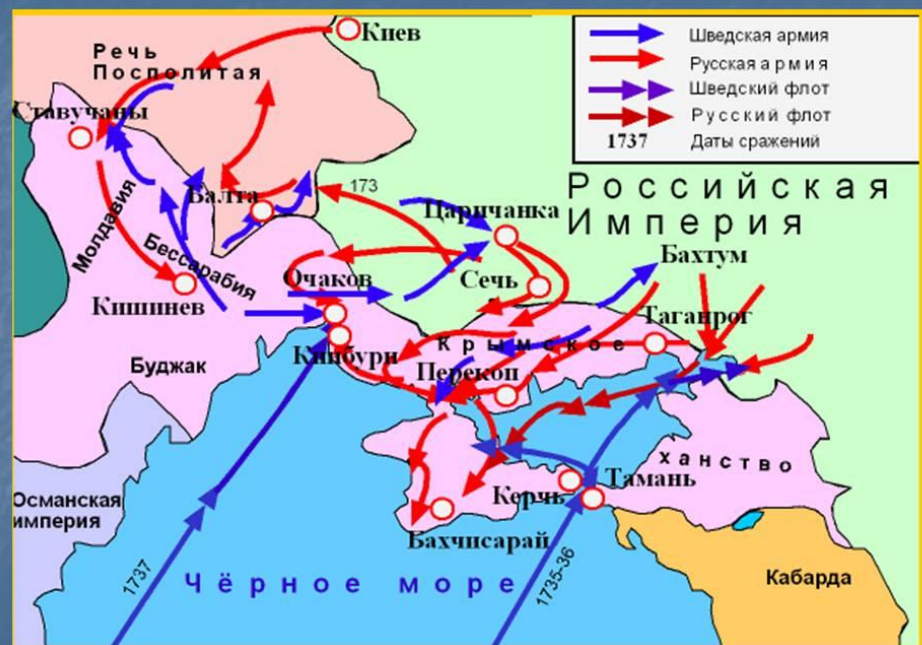 Киев
Речь
Посполитая
Ставучаны
Молдавия
Бессарабия
Балта
173
Царичанка
Российская
Империя
Бахтум
Очаков
Сечь
Кишинев
Таганрог
Кинбурн
Крымское
Перекоп
Буджак
ханство
Тамань
Керчь
Османская
империя
Бахчисарай
1737
Чёрное море
1735-36
Кабарда
Шведская армия
Русская армия
Шведский флот
Русский флот
1737 Даты сражений